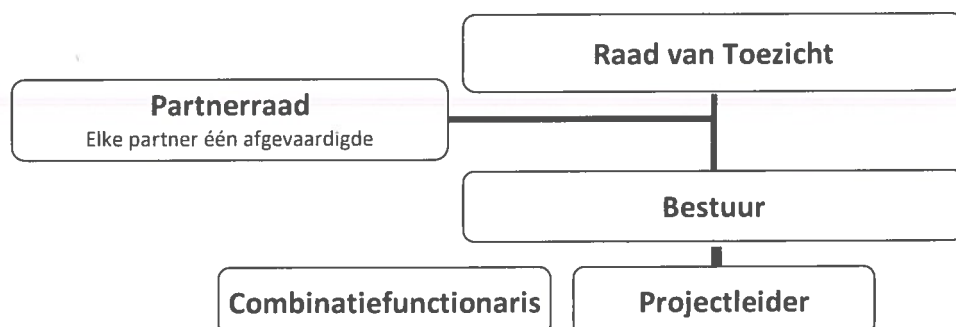 Raad van Toezicht
Partnerraad
Elke partner één afgevaardigde
Bestuur
Combinatiefunctionaris
Projectleider